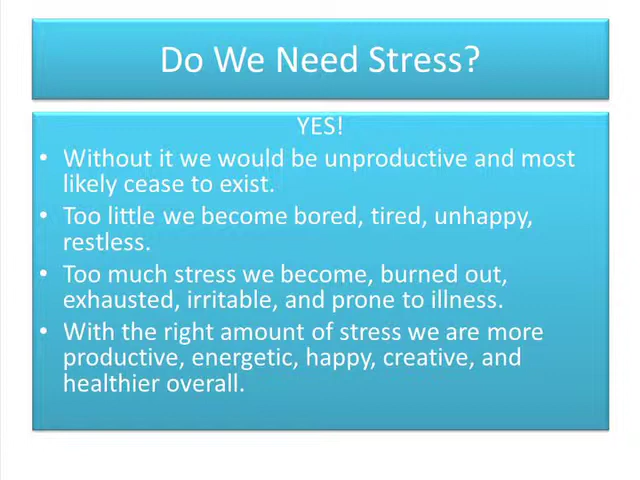 Do We Need Stress?
YES!
• Without it we would be unproductive and most
likely cease to exist.
• Too little we become bored, tired, unhappy,
restless.
• Too much stress we become, burned out,
exhausted, irritable, and prone to illness.
• With the right amount of stress we are more
productive, energetic, happy, creative, and
healthier overall.